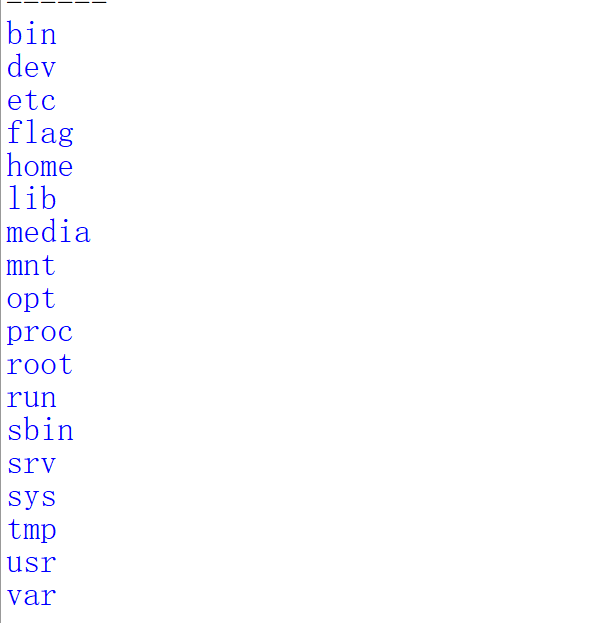 ------
bin
dev
etc
flag
home
lib
media
mnt
opt
proc
root
run
sbin
srv
sys
tmp
usr
var